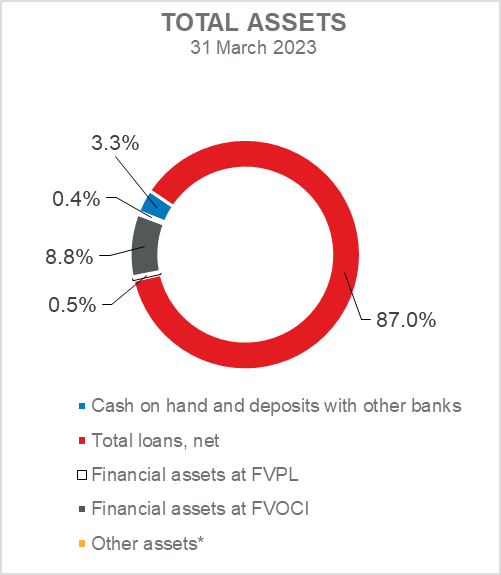 TOTAL ASSETS
31 March 2023
3.3%
0.4%
8.8%
0.5%
87.0%
Cash on hand and deposits with other banks
Total loans, net
Financial assets at FVPL
Financial assets at FVOCI
Other assets*